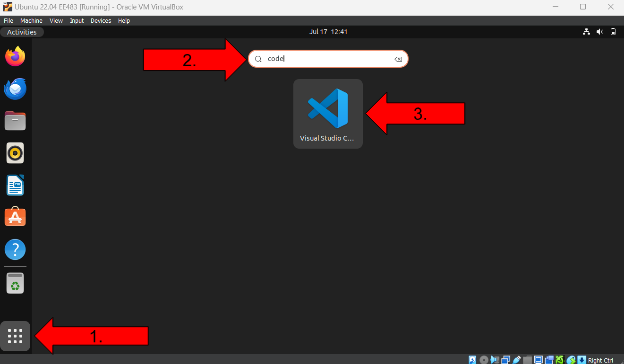 Ubuntu 22.04 EE483 [Running] - Oracle VM VirtualBox
File Machine View Input Devices Help
Activities
Jul 17 12:41
2.
code
3.
Visual Studio C...
1.
Right Ctrl